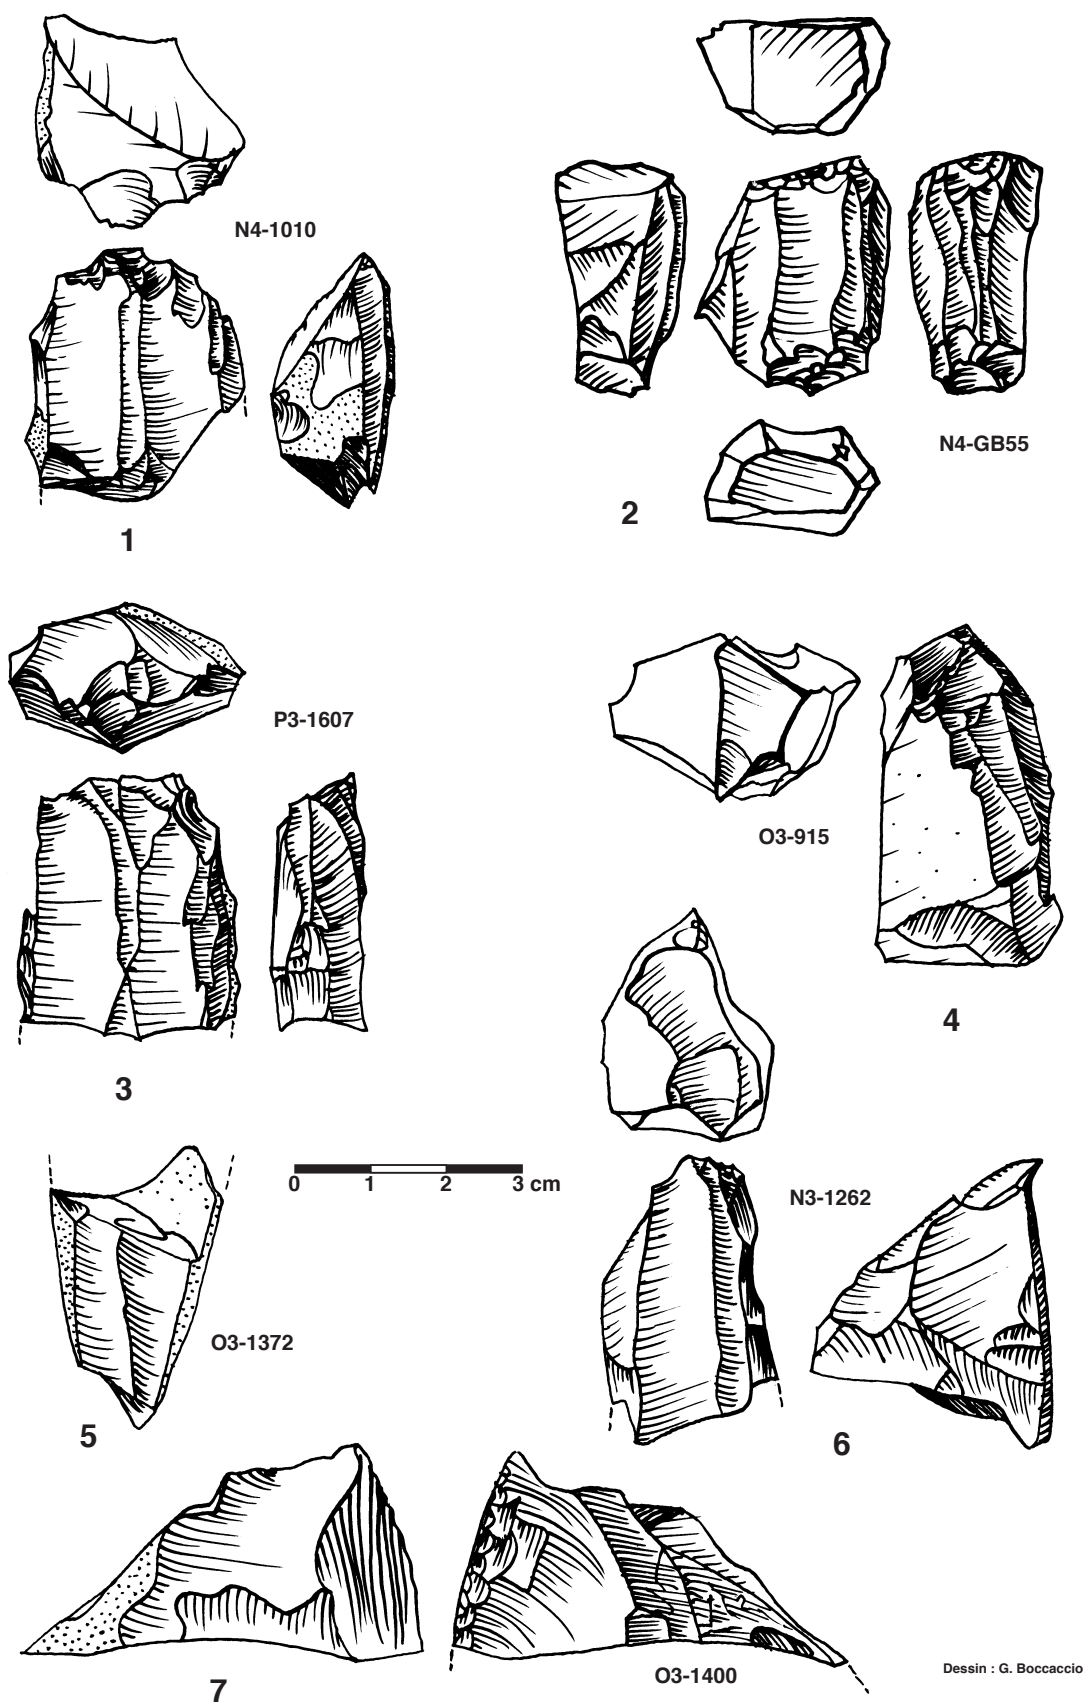 N4-1010
1
N4-GB55
2
P3-1607
3
O3-915
4
0 1 2 3 cm
O3-1372
5
N3-1262
6
7
O3-1400
Dessin : G. Boccaccio